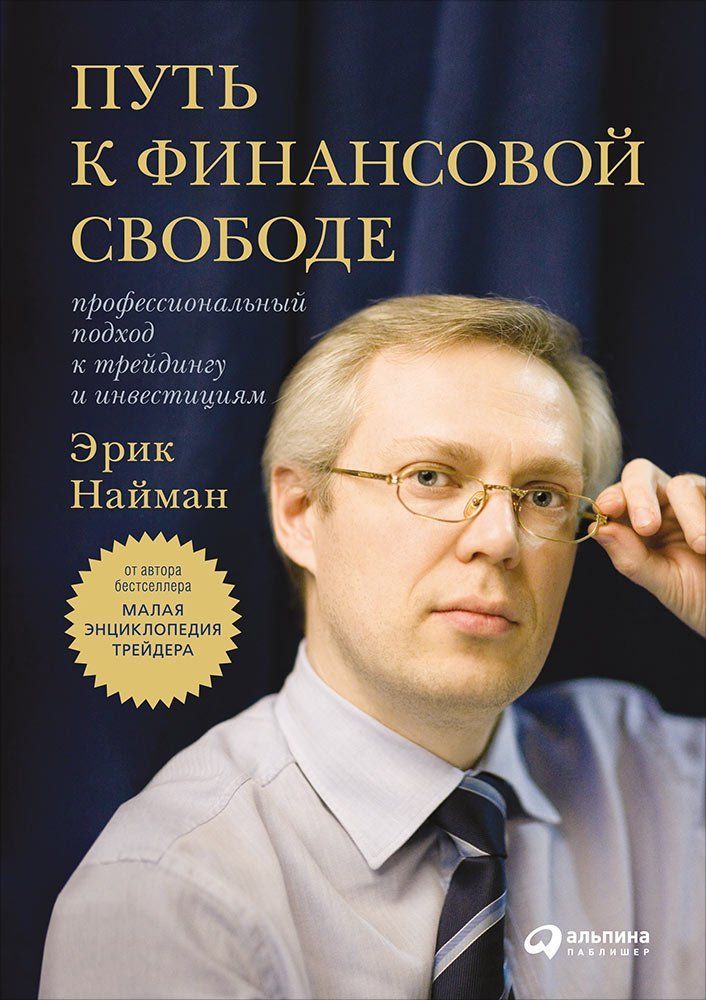 ПУТЬ
К ФИНАНСОВОЙ
СВОБОДЕ
профессиональный
подход
к трейдингу
и инвестициям
Эрик
Найман
от автора
бестселлера
МАЛАЯ
ЭНЦИКЛОПЕДИЯ
ТРЕЙДЕРА
альпина
ПАБЛИШЕР